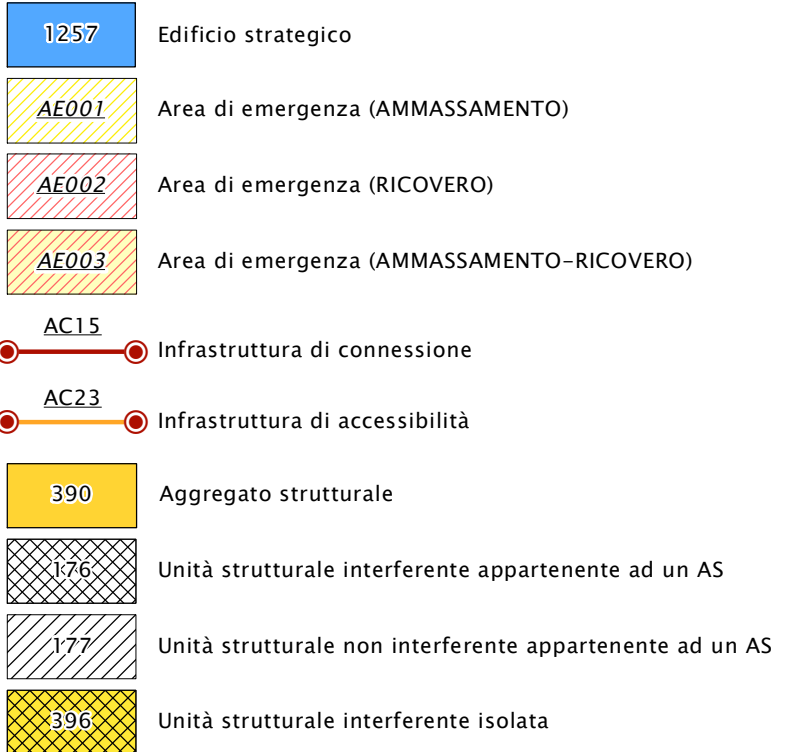 1257 Edificio strategico
AE001 Area di emergenza (AMMASSAMENTO)
AE002 Area di emergenza (RICOVERO)
AE003 Area di emergenza (AMMASSAMENTO-RICOVERO)
AC15
Infrastruttura di connessione
AC23
Infrastruttura di accessibilità
390 Aggregato strutturale
176 Unità strutturale interferente appartenente ad un AS
177 Unità strutturale non interferente appartenente ad un AS
396 Unità strutturale interferente isolata